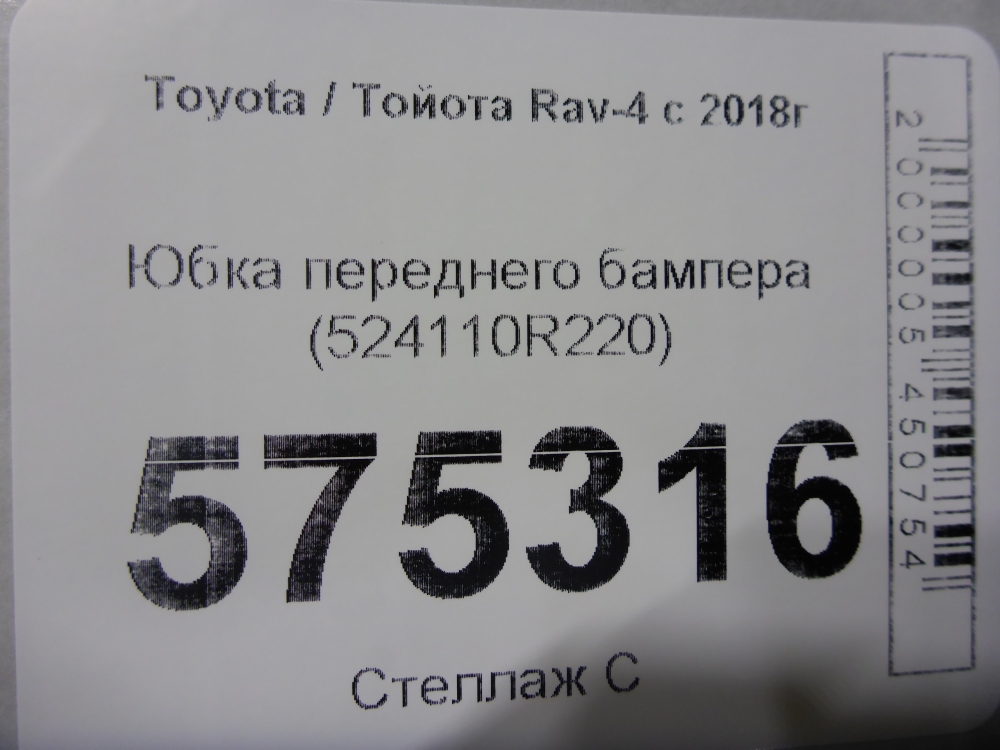 Toyota / Тойота Rav-4 с 2018г
Юбка переднего бампера
(524110R220)
575316
Стеллаж С
2000005450754